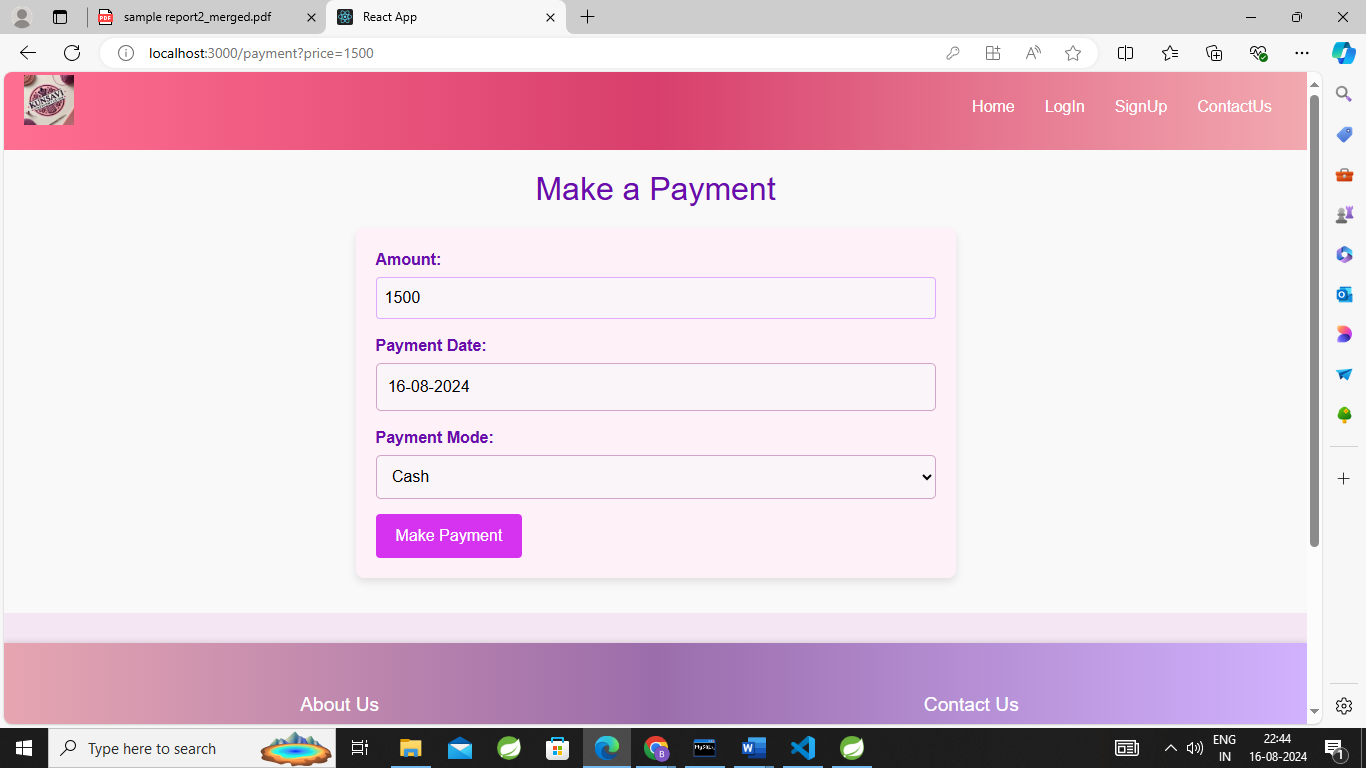 sample report2_merged.pdf
React App
localhost:3000/payment?price=1500
KUNSAVI
Home LogIn SignUp ContactUs
Make a Payment
Amount:
1500
Payment Date:
16-08-2024
Payment Mode:
Cash
Make Payment
About Us Contact Us
Type here to search
ENG
IN
22:44
16-08-2024
1